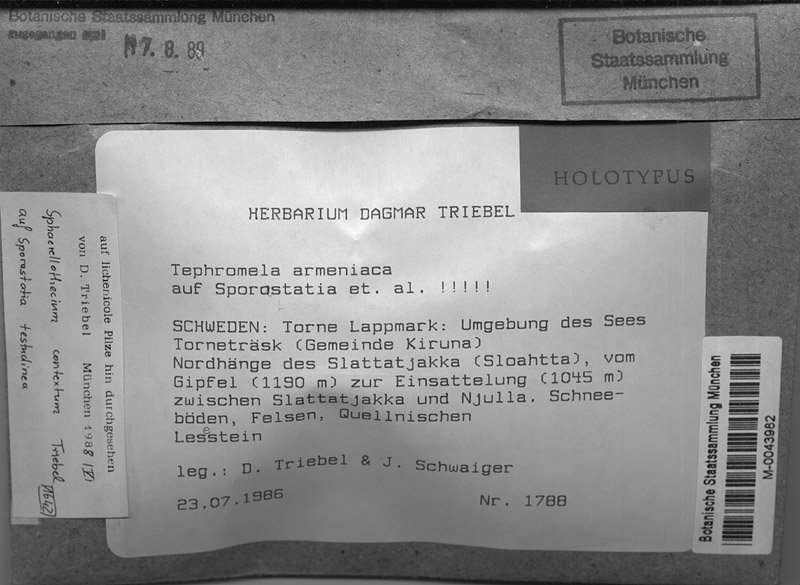 Botanische Staatssammlung München
zugegangen am
17. 8. 89
Botanische
Staatssammlung
München
HOLOTYPUS
HERBARIUM DAGMAR TRIEBEL
Tephromela armeniaca
auf Sporastatia et. al. !!!!!
SCHWEDEN: Torne Lappmark: Umgebung des Sees
Torneträsk (Gemeinde Kiruna)
Nordhänge des Slattatjakka (Sloahtta), vom
Gipfel (1190 m) zur Einsattelung (1045 m)
zwischen Slattatjakka und Njulla. Schnee-
böden, Felsen, Quellnischen
Lesestein
leg.: D. Triebel & J. Schwaiger
23.07.1986 Nr. 1788
auf lichenicole Pilze hin durchgesehen
von D. Triebel München 1988 (V)
Sphaerellothecium contextum Triebel
1642
auf Sporastatia testudinea
Botanische Staatssammlung München
M-0043982